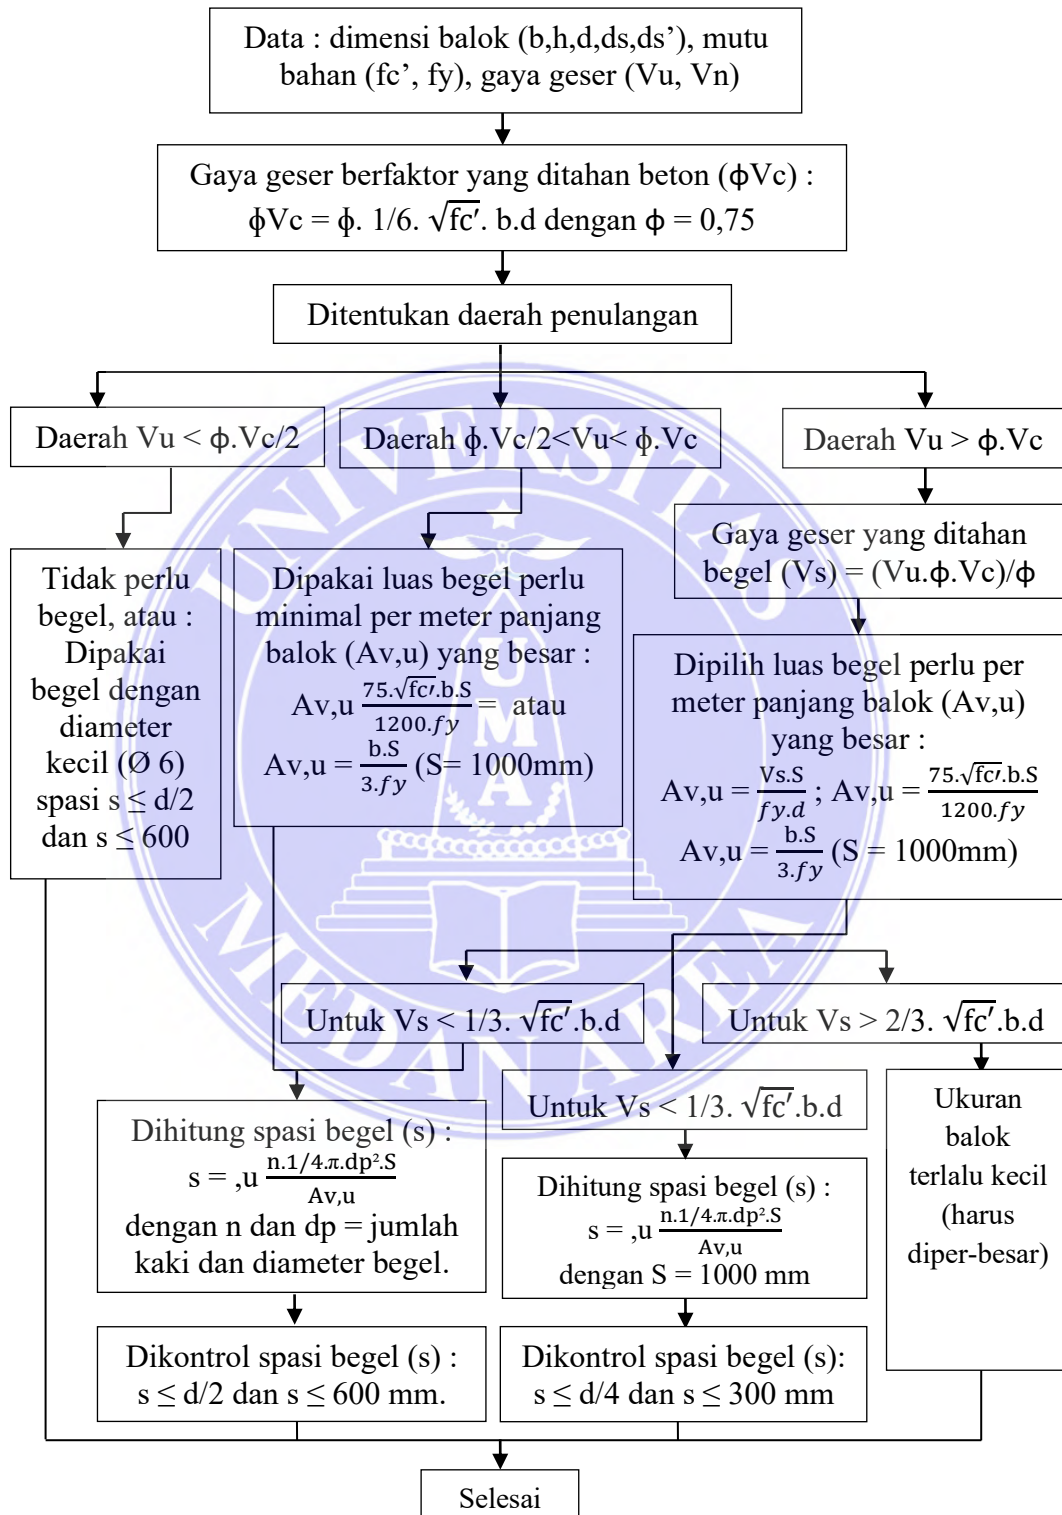 Data : dimensi balok (b,h,d,ds,ds’), mutu
bahan (fc’, fy), gaya geser (Vu, Vn)
Gaya geser berfaktor yang ditahan beton (ϕVc) :
ϕVc = ϕ. 1/6. √fc′. b.d dengan ϕ = 0,75
Ditentukan daerah penulangan
Daerah Vu < ϕ.Vc/2
Daerah ϕ.Vc/2<Vu< ϕ.Vc
Daerah Vu > ϕ.Vc
Tidak perlu
begel, atau :
Dipakai
begel dengan
diameter
kecil (Ø 6)
spasi s ≤ d/2
dan s ≤ 600
Dipakai luas begel perlu
minimal per meter panjang
balok (Av,u) yang besar :
Av,u 75.√fc′.b.S/1200.fy = atau
Av,u = b.S/3.fy (S= 1000mm)
Gaya geser yang ditahan
begel (Vs) = (Vu.ϕ.Vc)/ϕ
Dipilih luas begel perlu per
meter panjang balok (Av,u)
yang besar :
Av,u = Vs.S/fy.d ; Av,u = 75.√fc′.b.S/1200.fy
Av,u = b.S/3.fy (S = 1000mm)
Untuk Vs < 1/3. √fc′.b.d
Untuk Vs > 2/3. √fc′.b.d
Untuk Vs < 1/3. √fc′.b.d
Dihitung spasi begel (s) :
s = ,u n.1/4.π.dp².S/Av,u
dengan n dan dp = jumlah
kaki dan diameter begel.
Dihitung spasi begel (s) :
s = ,u n.1/4.π.dp².S/Av,u
dengan S = 1000 mm
Ukuran
balok
terlalu kecil
(harus
diper-besar)
Dikontrol spasi begel (s) :
s ≤ d/2 dan s ≤ 600 mm.
Dikontrol spasi begel (s):
s ≤ d/4 dan s ≤ 300 mm
Selesai
UNIVERSITAS
MEDAN AREA
UMA